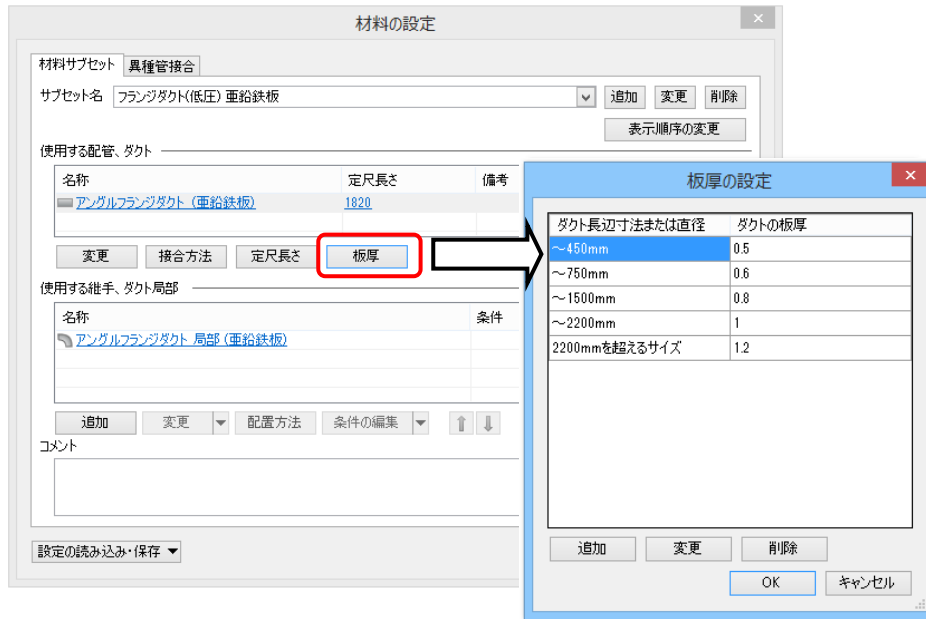 材料の設定
材料サブセット 異種管接合
サブセット名 フランジダクト(低圧) 亜鉛鉄板 追加 変更 削除
表示順序の変更
使用する配管、ダクト
名称 定尺長さ 備考
アングルフランジダクト（亜鉛鉄板） 1820
変更 接合方法 定尺長さ 板厚
使用する継手、ダクト局部
名称 条件
アングルフランジダクト 局部（亜鉛鉄板）
追加 変更 配置方法 条件の編集
コメント
設定の読み込み・保存
板厚の設定
ダクト長辺寸法または直径 ダクトの板厚
～450mm 0.5
～750mm 0.6
～1500mm 0.8
～2200mm 1
2200mmを超えるサイズ 1.2
追加 変更 削除
OK キャンセル